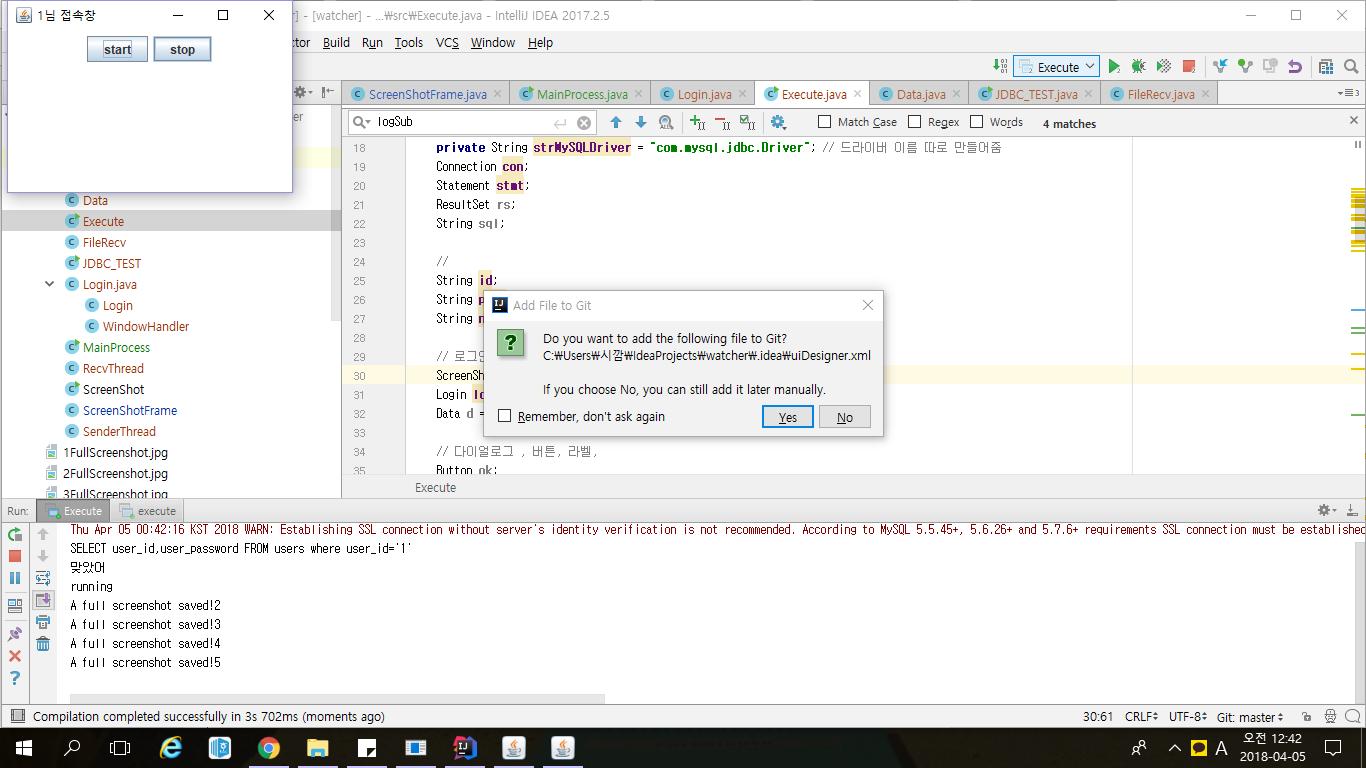 1님 접속창
start stop
] - [watcher] - ...₩src₩Execute.java - IntelliJ IDEA 2017.2.5
Build Run Tools VCS Window Help
Execute
ScreenShotFrame.java MainProcess.java Login.java Execute.java Data.java JDBC_TEST.java FileRecv.java
logSub Match Case Regex Words 4 matches
Data
Execute
FileRecv
JDBC_TEST
Login.java
Login
WindowHandler
MainProcess
RecvThread
ScreenShot
ScreenShotFrame
SenderThread
1FullScreenshot.jpg
2FullScreenshot.jpg
3FullScreenshot.jpg
18 private String strMySQLDriver = "com.mysql.jdbc.Driver"; // 드라이버 이름 따로 만들어줌
19 Connection con;
20 Statement stmt;
21 ResultSet rs;
22 String sql;
23
24 //
25 String id;
26 String
27 String
28
29 //
30 ScreenSh
31 Login
32 Data d =
33
34 // 다이얼로그 , 버튼, 라벨,
35 Button ok;
Execute
Add File to Git
Do you want to add the following file to Git?
C:₩Users₩시깜₩IdeaProjects₩watcher₩.idea₩uiDesigner.xml
If you choose No, you can still add it later manually.
Remember, don't ask again
Yes No
Run: Execute execute
Thu Apr 05 00:42:16 KST 2018 WARN: Establishing SSL connection without server's identity verification is not recommended. According to MySQL 5.5.45+, 5.6.26+ and 5.7.6+ requirements SSL connection must be established
SELECT user_id,user_password FROM users where user_id='1'
맞았어
running
A full screenshot saved!2
A full screenshot saved!3
A full screenshot saved!4
A full screenshot saved!5
Compilation completed successfully in 3s 702ms (moments ago) 30:61 CRLF UTF-8 Git: master
A 오전 12:42
2018-04-05